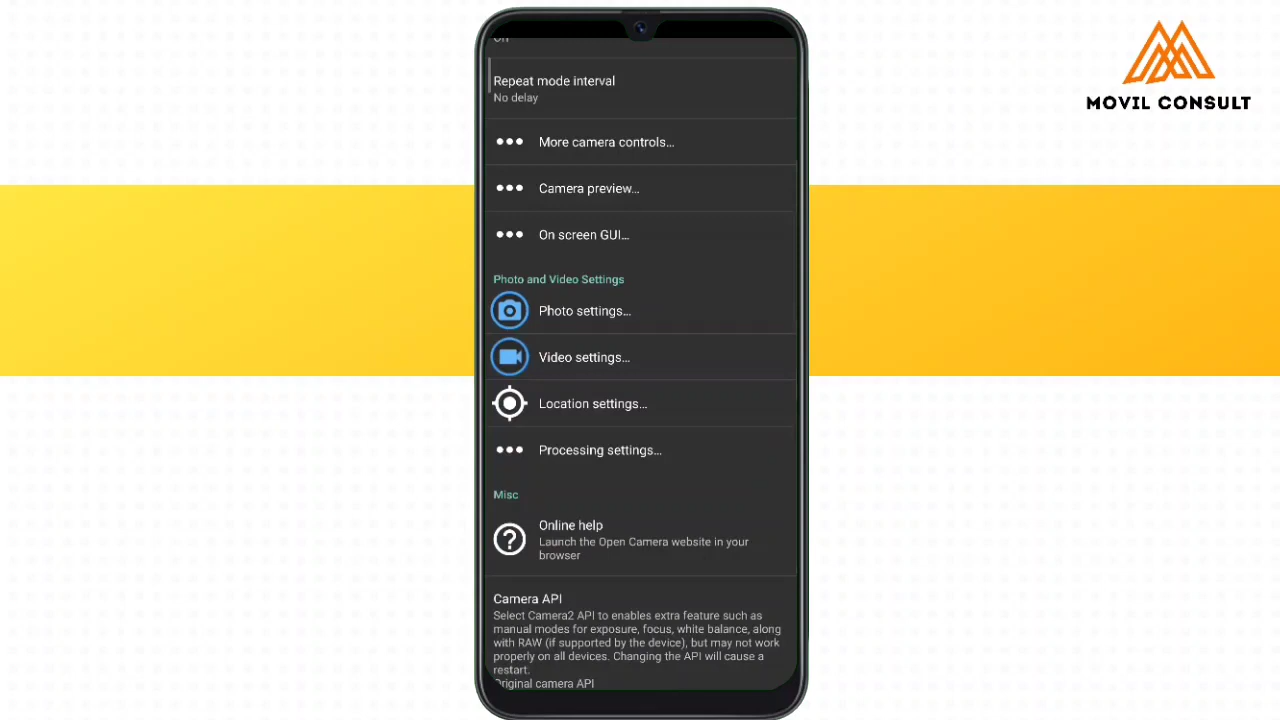 On
Repeat mode interval
No delay
More camera controls...
Camera preview...
On screen GUI...
Photo and Video Settings
Photo settings...
Video settings...
Location settings...
Processing settings...
Misc
Online help
Launch the Open Camera website in your
browser
Camera API
Select Camera2 API to enables extra feature such as
manual modes for exposure, focus, white balance, along
with RAW (if supported by the device), but may not work
properly on all devices. Changing the API will cause a
restart.
Original camera API
MOVIL CONSULT